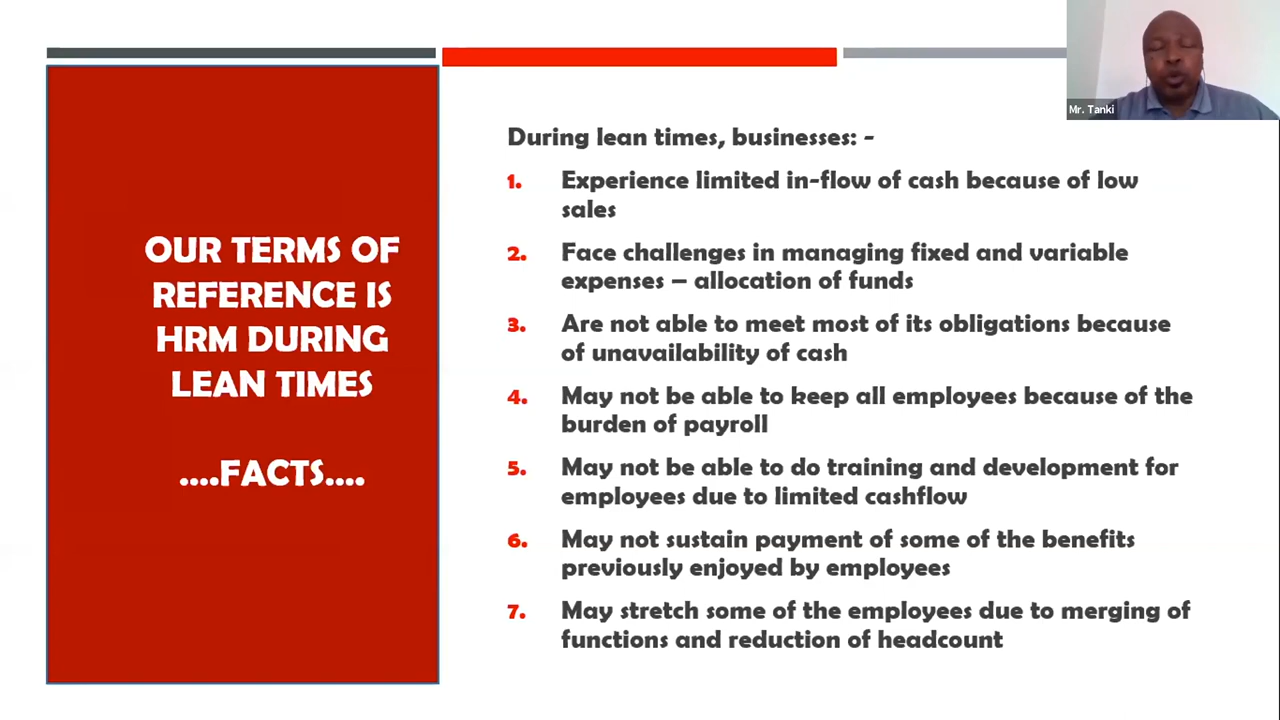 OUR TERMS OF
REFERENCE IS
HRM DURING
LEAN TIMES
....FACTS....
During lean times, businesses: -
1. Experience limited in-flow of cash because of low
sales
2. Face challenges in managing fixed and variable
expenses – allocation of funds
3. Are not able to meet most of its obligations because
of unavailability of cash
4. May not be able to keep all employees because of the
burden of payroll
5. May not be able to do training and development for
employees due to limited cashflow
6. May not sustain payment of some of the benefits
previously enjoyed by employees
7. May stretch some of the employees due to merging of
functions and reduction of headcount
Mr. Tanki